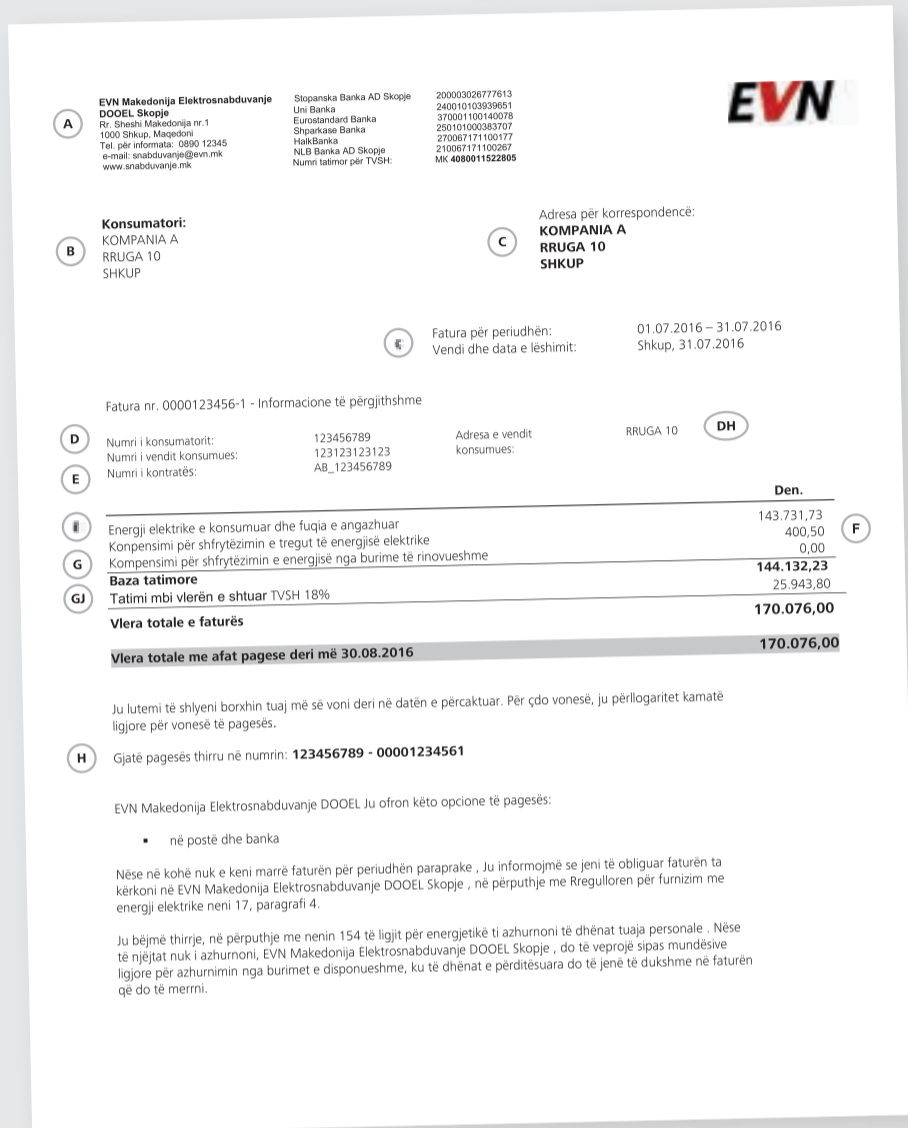 EVN
A
EVN Makedonija Elektrosnabduvanje
DOOEL Skopje
Rr. Sheshi Makedonija nr.1
1000 Shkup, Maqedoni
Tel. për informata: 0890 12345
e-mail: snabduvanje@evn.mk
www.snabduvanje.mk
Stopanska Banka AD Skopje 200003026777613
Uni Banka 240010103939651
Eurostandard Banka 370001100140078
Shparkase Banka 250101000383707
HalkBanka 270067171100177
NLB Banka AD Skopje 210067171100267
Numri tatimor për TVSH: MK 4080011522805
B
Konsumatori:
KOMPANIA A
RRUGA 10
SHKUP
C
Adresa për korrespondencë:
KOMPANIA A
RRUGA 10
SHKUP
Fatura për periudhën: 01.07.2016 – 31.07.2016
Vendi dhe data e lëshimit: Shkup, 31.07.2016
Fatura nr. 0000123456-1 - Informacione të përgjithshme
D
Numri i konsumatorit: 123456789 Adresa e vendit RRUGA 10 DH
Numri i vendit konsumues: 123123123123 konsumues:
E
Numri i kontratës: AB_123456789
Den.
Energji elektrike e konsumuar dhe fuqia e angazhuar 143.731,73
Konpensimi për shfrytëzimin e tregut të energjisë elektrike 400,50 F
G
Kompensimi për shfrytëzimin e energjisë nga burime të rinovueshme 0,00
Baza tatimore 144.132,23
GJ
Tatimi mbi vlerën e shtuar TVSH 18% 25.943,80
Vlera totale e faturës 170.076,00
Vlera totale me afat pagese deri më 30.08.2016 170.076,00
Ju lutemi të shlyeni borxhin tuaj më së voni deri në datën e përcaktuar. Për çdo vonesë, ju përllogaritet kamatë
ligjore për vonesë të pagesës.
H
Gjatë pagesës thirru në numrin: 123456789 - 00001234561
EVN Makedonija Elektrosnabduvanje DOOEL Ju ofron këto opcione të pagesës:
▪ në postë dhe banka
Nëse në kohë nuk e keni marrë faturën për periudhën paraprake , Ju informojmë se jeni të obliguar faturën ta
kërkoni në EVN Makedonija Elektrosnabduvanje DOOEL Skopje , në përputhje me Rregulloren për furnizim me
energji elektrike neni 17, paragrafi 4.
Ju bëjmë thirrje, në përputhje me nenin 154 të ligjit për energjetikë ti azhurnoni të dhënat tuaja personale . Nëse
të njëjtat nuk i azhurnoni, EVN Makedonija Elektrosnabduvanje DOOEL Skopje , do të veprojë sipas mundësive
ligjore për azhurnimin nga burimet e disponueshme, ku të dhënat e përditësuara do të jenë të dukshme në faturën
që do të merrni.